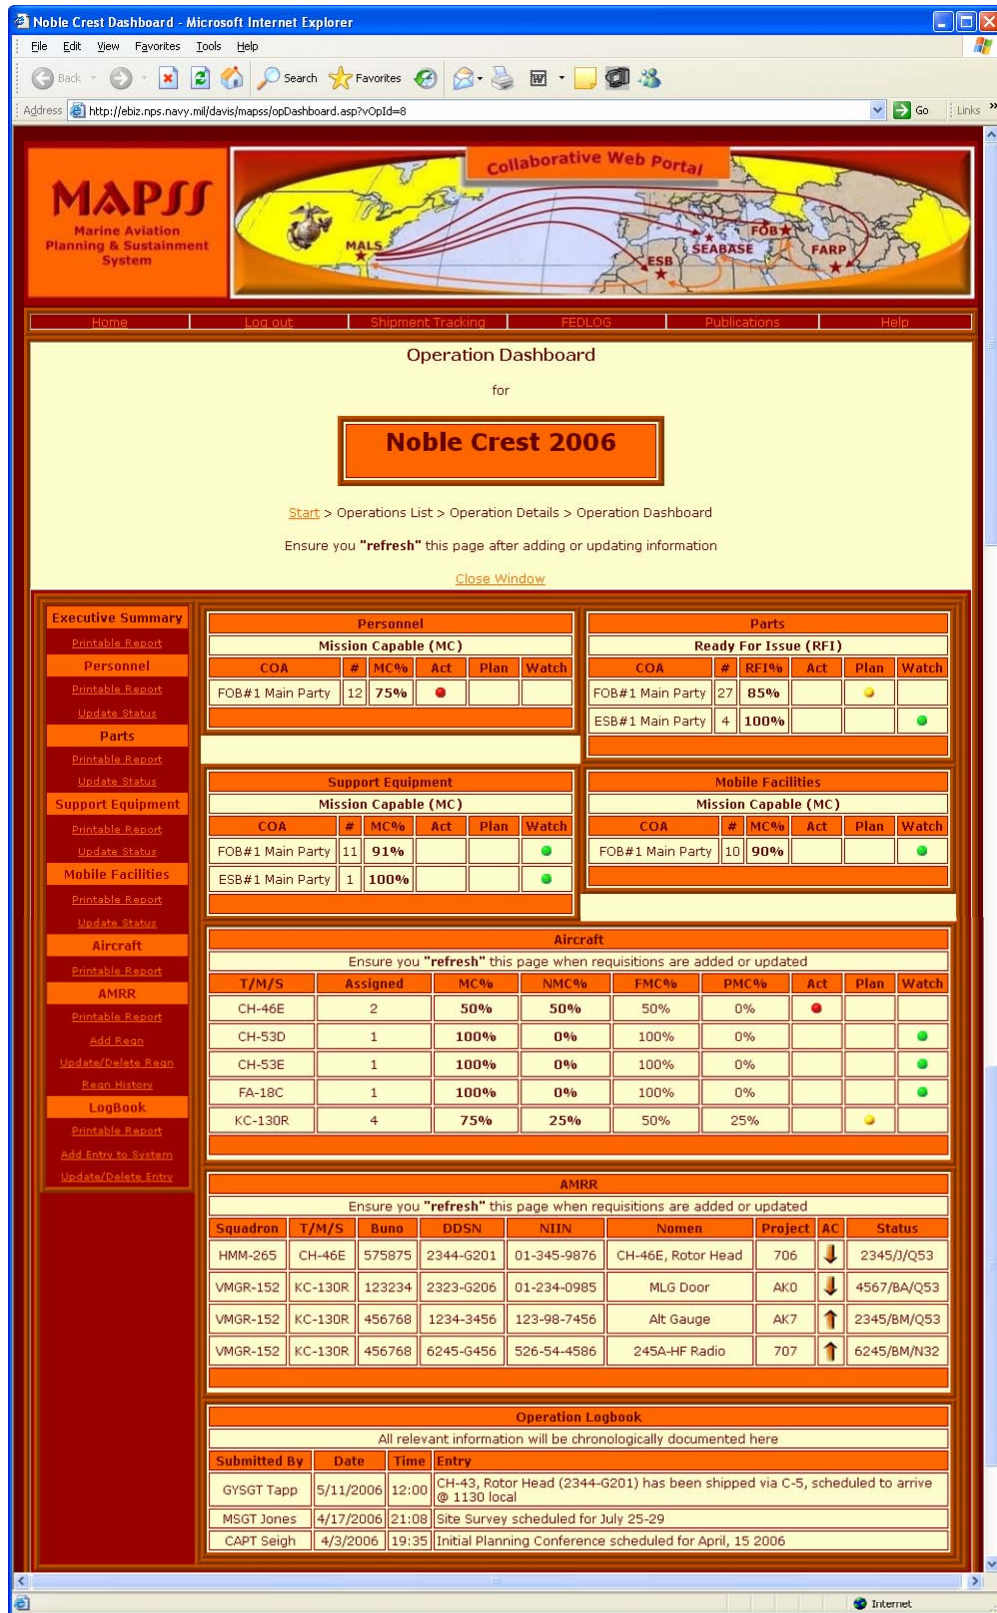 Noble Crest Dashboard - Microsoft Internet Explorer
File Edit View Favorites Tools Help
Back Search Favorites
Address http://ebiz.nps.navy.mil/davis/mapss/opDashboard.asp?vOpId=8 Go Links »
MAPSS
Marine Aviation
Planning & Sustainment
System
Collaborative Web Portal
MALS
ESB
SEABASE
FOB
FARP
Home Log out Shipment Tracking FEDLOG Publications Help
Operation Dashboard
for
Noble Crest 2006
Start > Operations List > Operation Details > Operation Dashboard
Ensure you "refresh" this page after adding or updating information
Close Window
Executive Summary
Printable Report
Personnel
Printable Report
Update Status
Parts
Printable Report
Update Status
Support Equipment
Printable Report
Update Status
Mobile Facilities
Printable Report
Update Status
Aircraft
Printable Report
AMRR
Printable Report
Add Reqn
Update/Delete Reqn
Reqn History
LogBook
Printable Report
Add Entry to System
Update/Delete Entry
Personnel
Mission Capable (MC)
COA # MC% Act Plan Watch
FOB#1 Main Party 12 75%
Parts
Ready For Issue (RFI)
COA # RFI% Act Plan Watch
FOB#1 Main Party 27 85%
ESB#1 Main Party 4 100%
Support Equipment
Mission Capable (MC)
COA # MC% Act Plan Watch
FOB#1 Main Party 11 91%
ESB#1 Main Party 1 100%
Mobile Facilities
Mission Capable (MC)
COA # MC% Act Plan Watch
FOB#1 Main Party 10 90%
Aircraft
Ensure you "refresh" this page when requisitions are added or updated
T/M/S Assigned MC% NMC% FMC% PMC% Act Plan Watch
CH-46E 2 50% 50% 50% 0%
CH-53D 1 100% 0% 100% 0%
CH-53E 1 100% 0% 100% 0%
FA-18C 1 100% 0% 100% 0%
KC-130R 4 75% 25% 50% 25%
AMRR
Ensure you "refresh" this page when requisitions are added or updated
Squadron T/M/S Buno DDSN NIIN Nomen Project AC Status
HMM-265 CH-46E 575875 2344-G201 01-345-9876 CH-46E, Rotor Head 706 2345/J/Q53
VMGR-152 KC-130R 123234 2323-G206 01-234-0985 MLG Door AK0 4567/BA/Q53
VMGR-152 KC-130R 456768 1234-3456 123-98-7456 Alt Gauge AK7 2345/BM/Q53
VMGR-152 KC-130R 456768 6245-G456 526-54-4586 245A-HF Radio 707 6245/BM/N32
Operation Logbook
All relevant information will be chronologically documented here
Submitted By Date Time Entry
GYSGT Tapp 5/11/2006 12:00 CH-43, Rotor Head (2344-G201) has been shipped via C-5, scheduled to arrive
@ 1130 local
MSGT Jones 4/17/2006 21:08 Site Survey scheduled for July 25-29
CAPT Seigh 4/3/2006 19:35 Initial Planning Conference scheduled for April, 15 2006
Internet